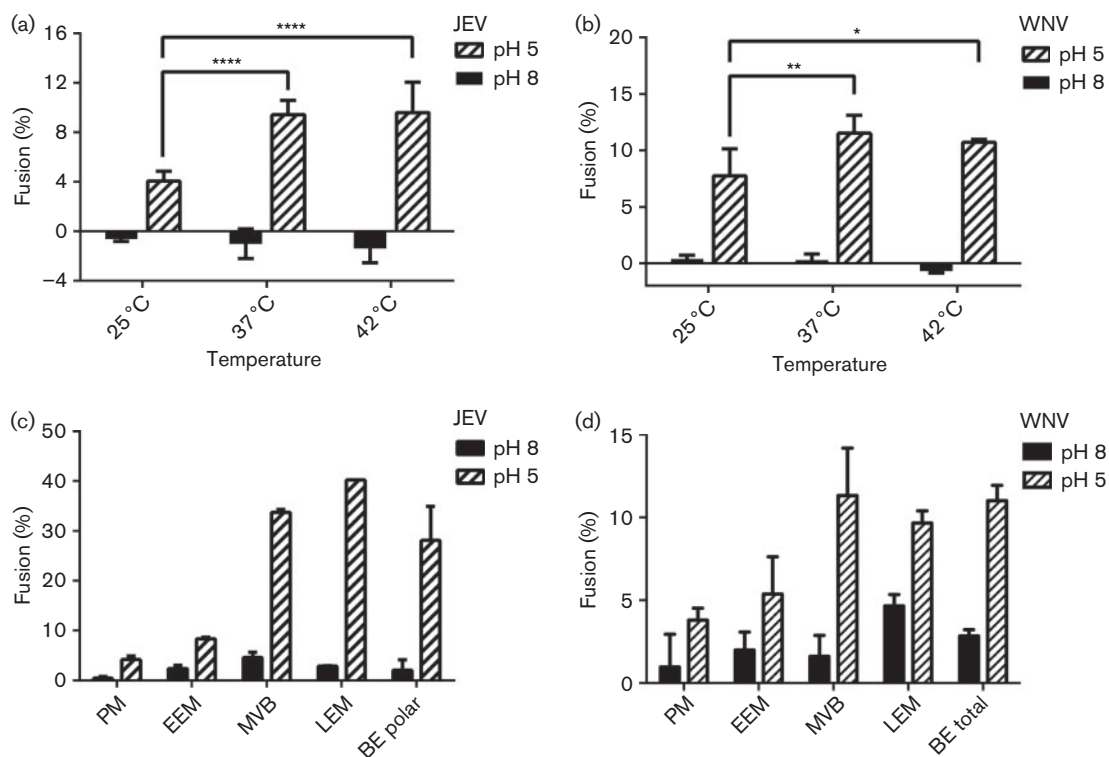 (a)
JEV
pH 5
pH 8
****
****
Fusion (%)
16
12
8
4
0
−4
25 °C
37 °C
42 °C
Temperature
(b)
WNV
pH 5
pH 8
*
**
Fusion (%)
20
15
10
5
0
25 °C
37 °C
42 °C
Temperature
(c)
JEV
pH 8
pH 5
Fusion (%)
50
40
30
20
10
0
PM
EEM
MVB
LEM
BE polar
(d)
WNV
pH 8
pH 5
Fusion (%)
15
10
5
0
PM
EEM
MVB
LEM
BE total